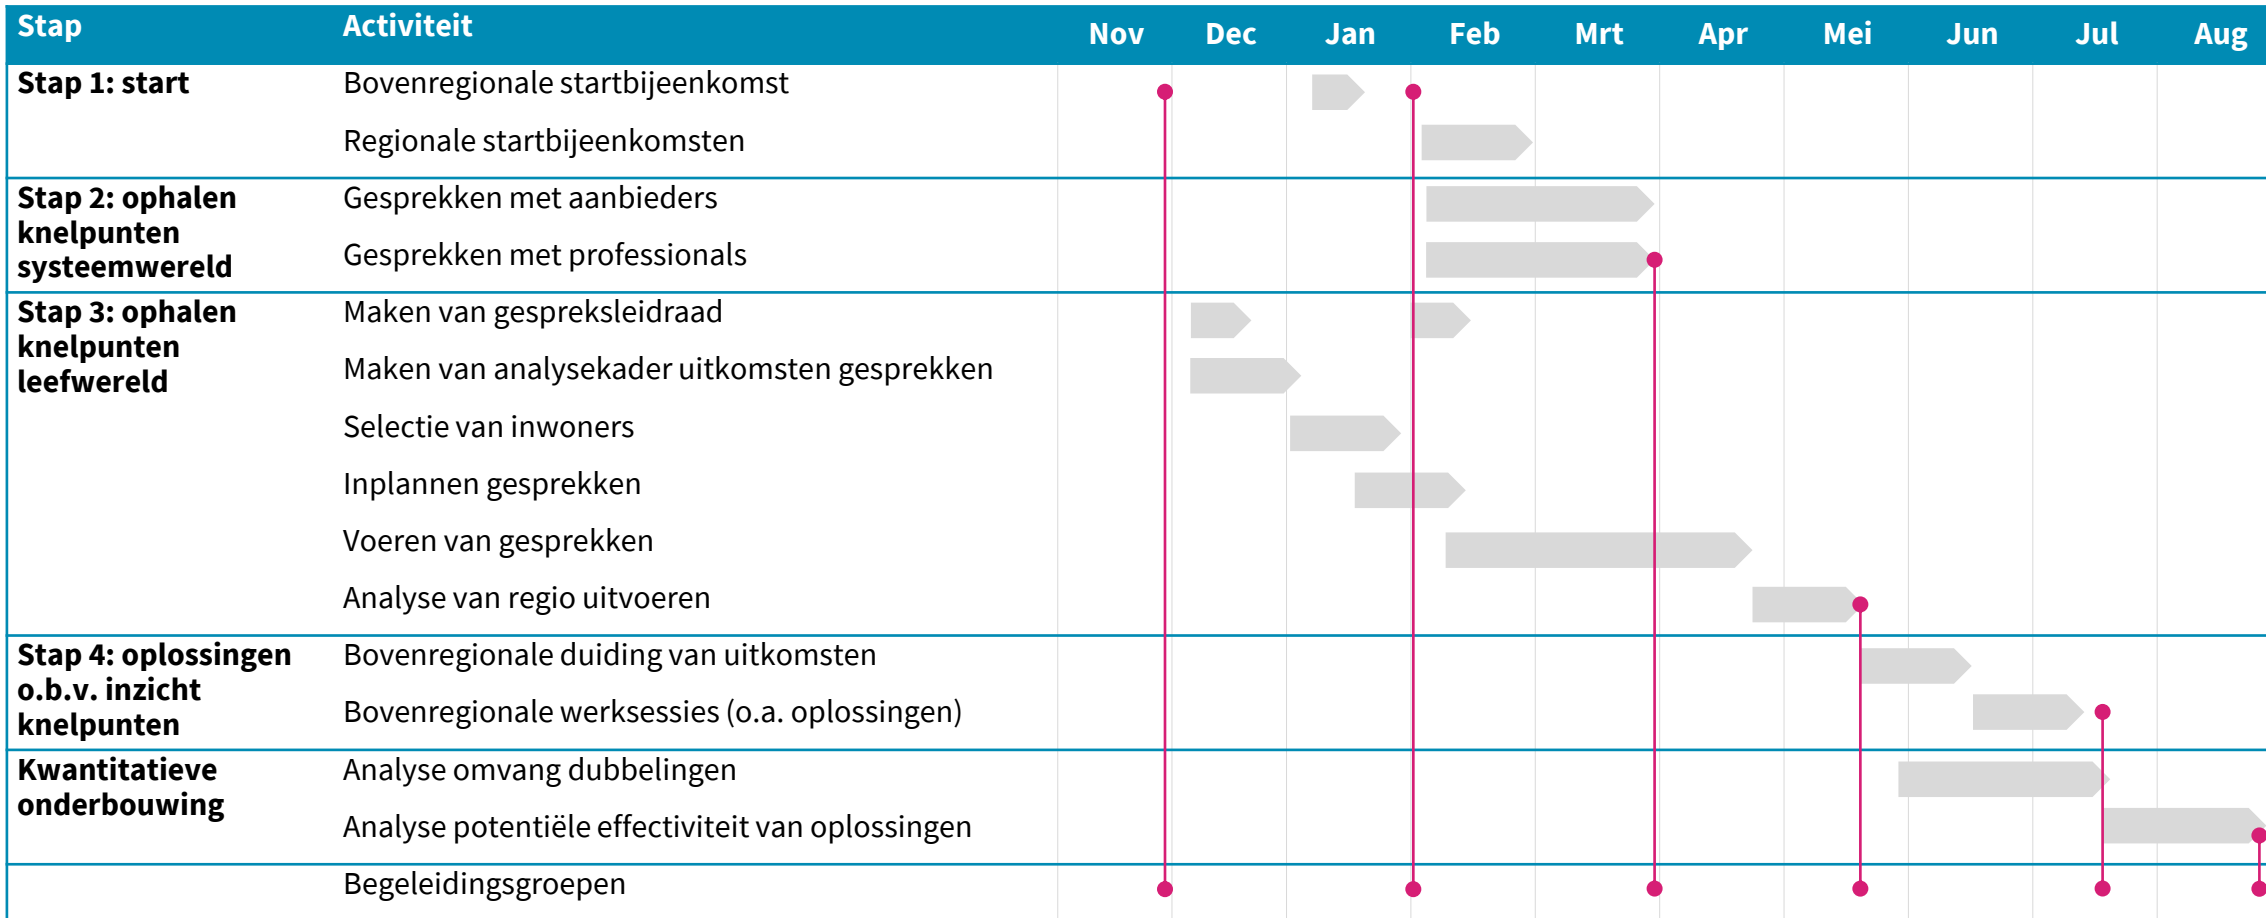 Stap Activiteit Nov Dec Jan Feb Mrt Apr Mei Jun Jul Aug
Stap 1: start Bovenregionale startbijeenkomst
Regionale startbijeenkomsten
Stap 2: ophalen Gesprekken met aanbieders
knelpunten
systeemwereld Gesprekken met professionals
Stap 3: ophalen Maken van gespreksleidraad
knelpunten
leefwereld Maken van analysekader uitkomsten gesprekken
Selectie van inwoners
Inplannen gesprekken
Voeren van gesprekken
Analyse van regio uitvoeren
Stap 4: oplossingen Bovenregionale duiding van uitkomsten
o.b.v. inzicht
knelpunten Bovenregionale werksessies (o.a. oplossingen)
Kwantitatieve Analyse omvang dubbelingen
onderbouwing
Analyse potentiële effectiviteit van oplossingen
Begeleidingsgroepen